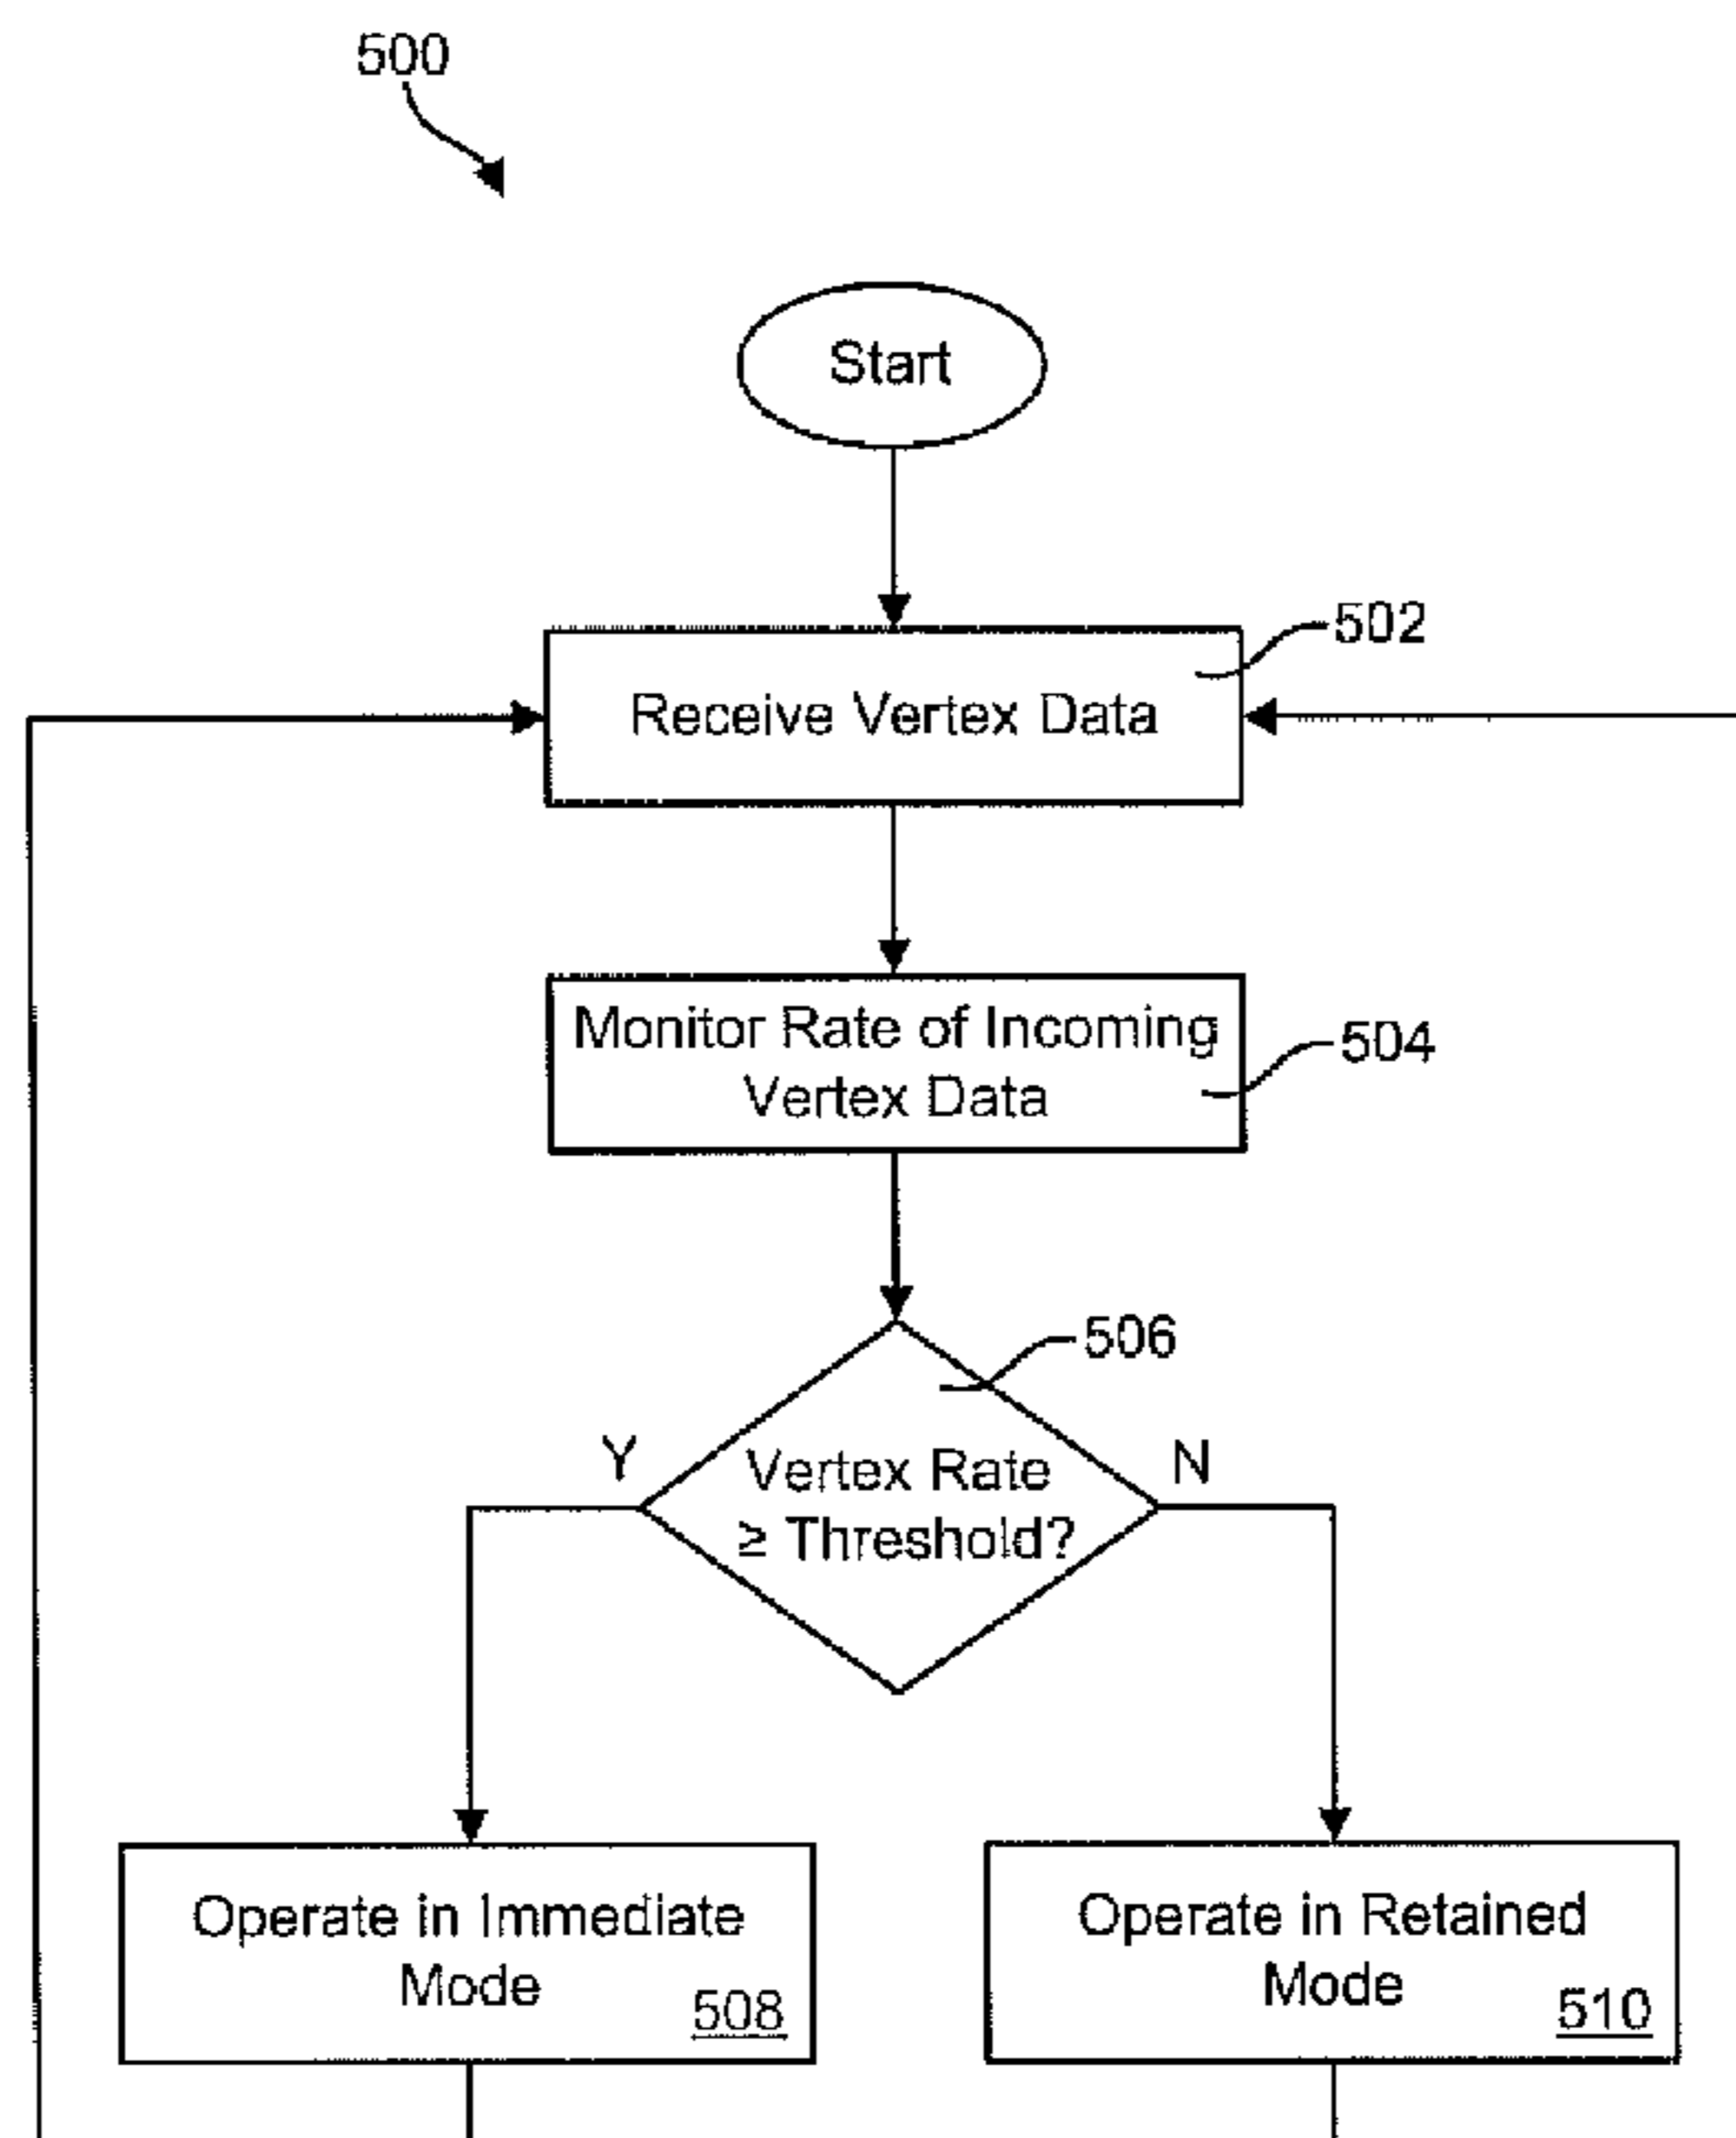 500
Start
502
Receive Vertex Data
Monitor Rate of Incoming
Vertex Data
504
506
Y
N
Vertex Rate
≥ Threshold?
Operate in Immediate
Mode
508
Operate in Retained
Mode
510